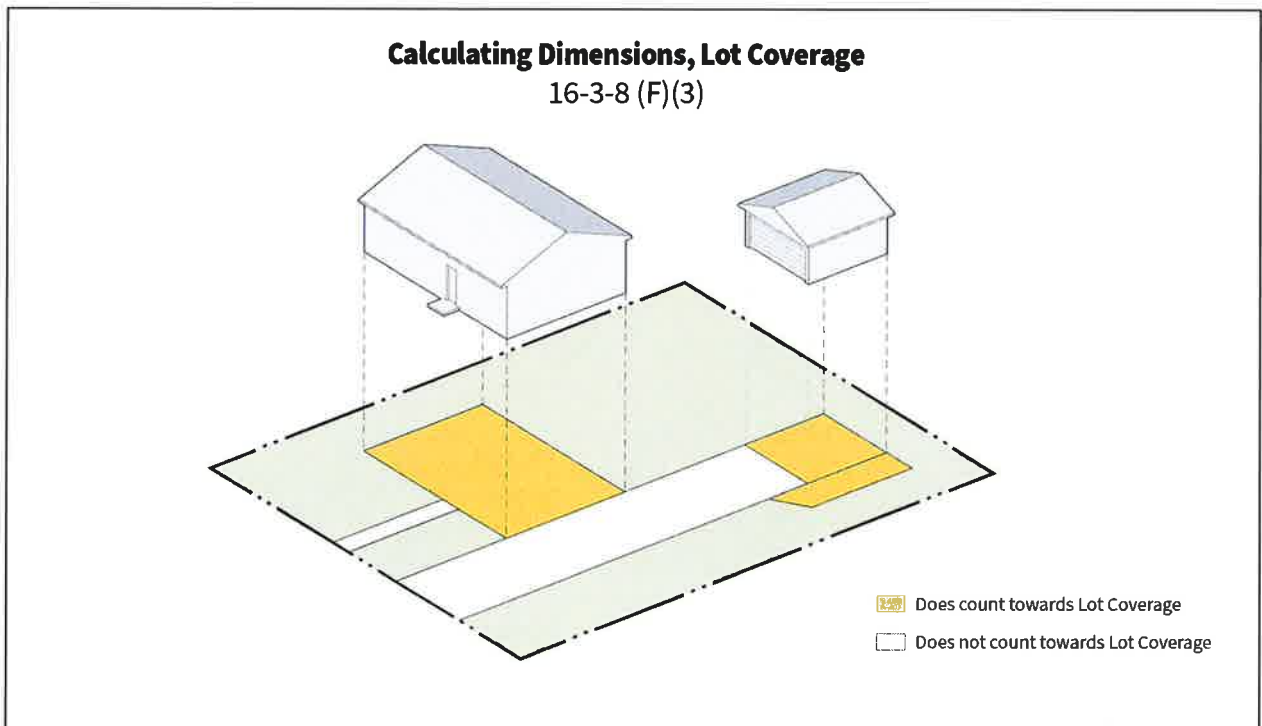 Calculating Dimensions, Lot Coverage
16-3-8 (F)(3)
Does count towards Lot Coverage
Does not count towards Lot Coverage